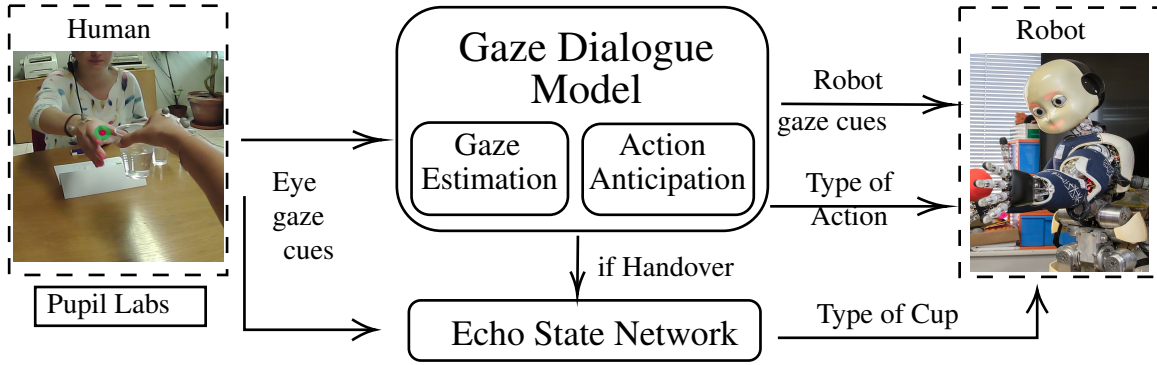 Human
Pupil Labs
Eye
gaze
cues
Gaze Dialogue
Model
Gaze
Estimation
Action
Anticipation
if Handover
Echo State Network
Robot
gaze cues
Type of
Action
Type of Cup
Robot